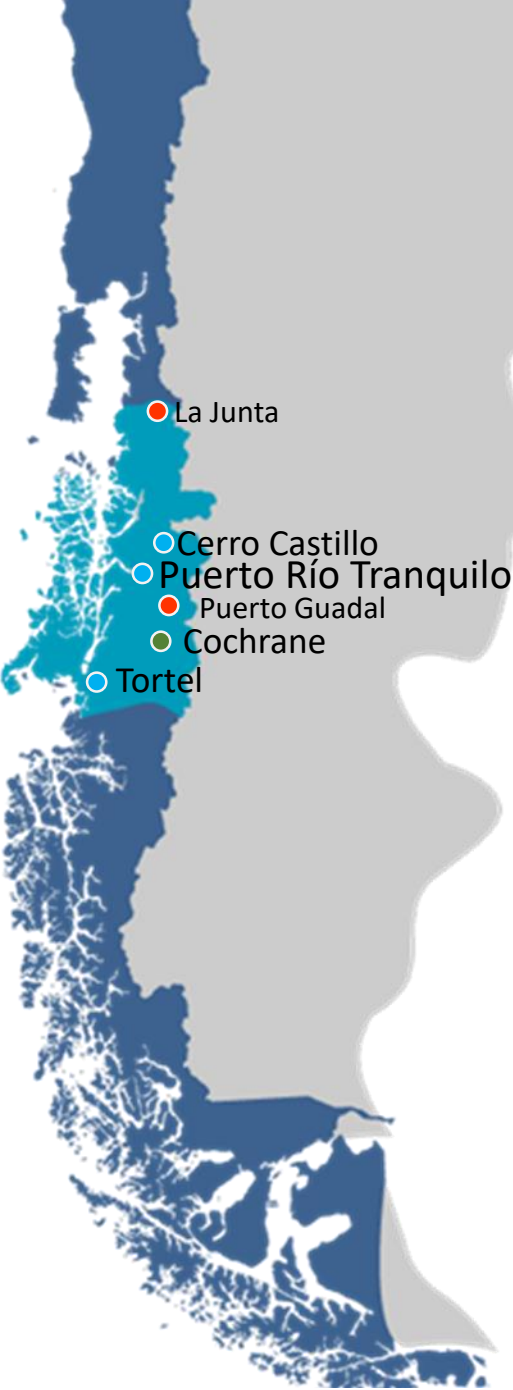 La Junta
Cerro Castillo
Puerto Río Tranquilo
Puerto Guadal
Cochrane
Tortel